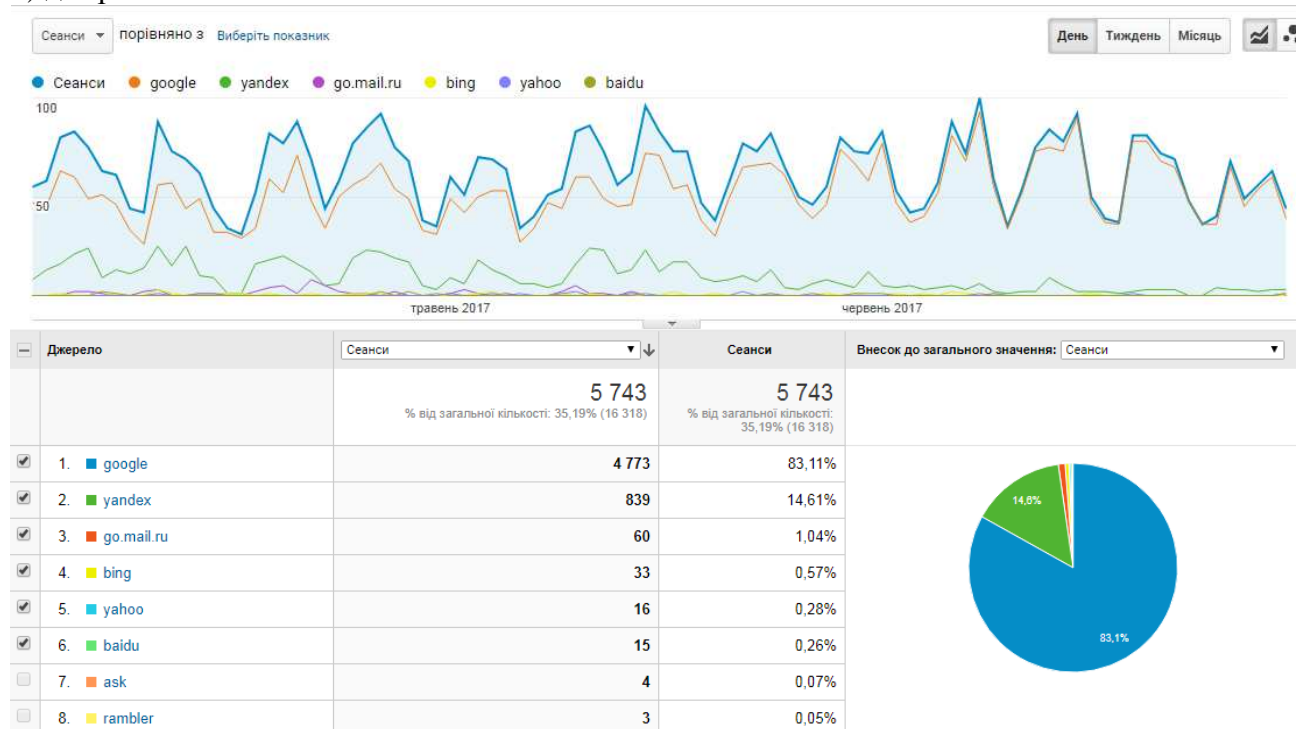 Сеанси порівняно з Виберіть показник День Тиждень Місяць
Сеанси google yandex go.mail.ru bing yahoo baidu
100
50
травень 2017 червень 2017
Джерело Сеанси Сеанси Внесок до загального значення: Сеанси
5 743 5 743
% від загальної кількості: 35,19% (16 318) % від загальної кількості:
35,19% (16 318)
1. google 4 773 83,11%
2. yandex 839 14,61%
3. go.mail.ru 60 1,04%
4. bing 33 0,57%
5. yahoo 16 0,28%
6. baidu 15 0,26%
7. ask 4 0,07%
8. rambler 3 0,05%
14,6%
83,1%